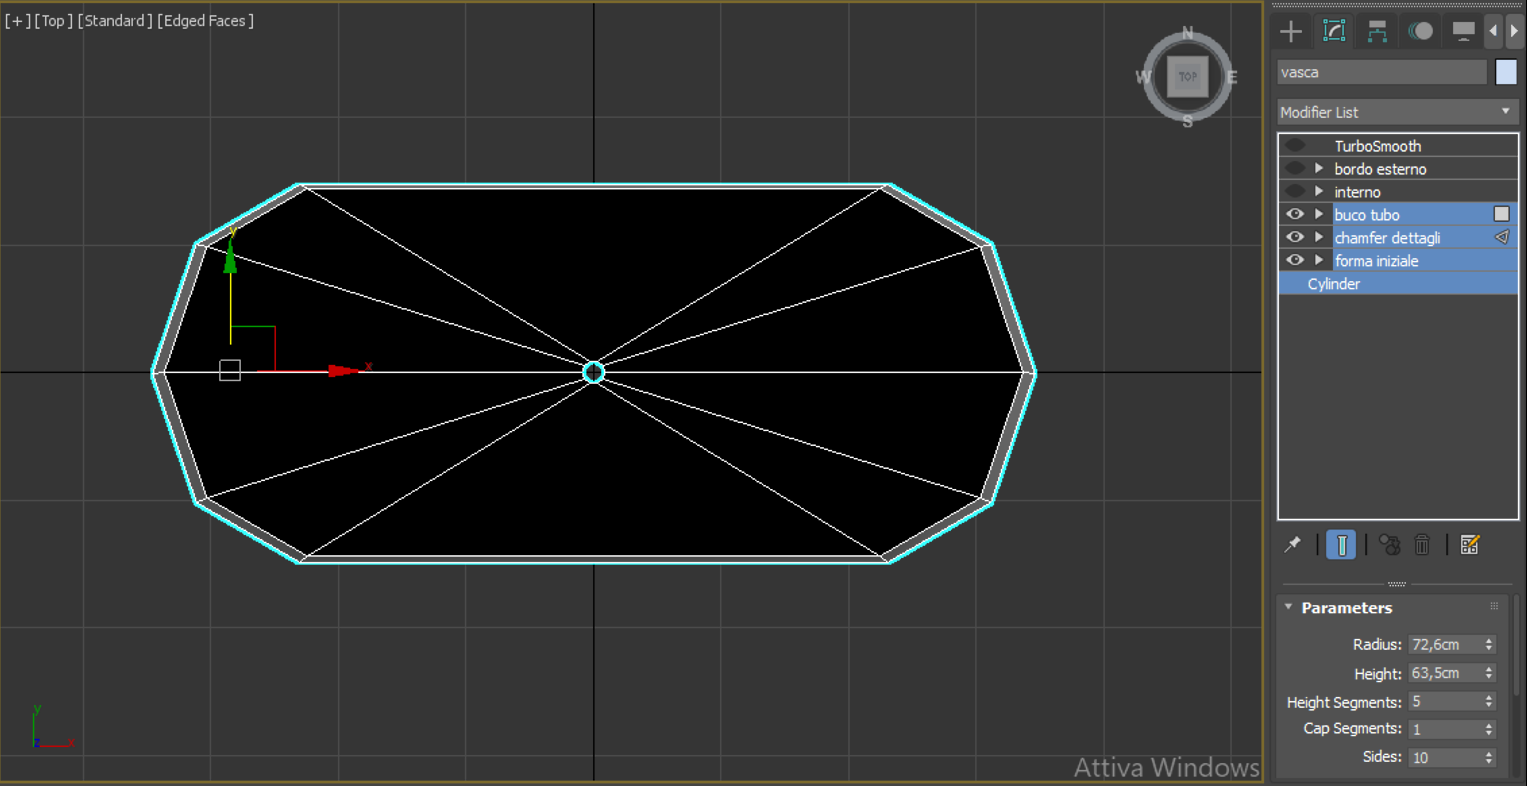 [+] [Top ] [Standard ] [Edged Faces ]
N
W
TOP
E
S
y
x
y
z
x
Attiva Windows
vasca
Modifier List
TurboSmooth
bordo esterno
interno
buco tubo
chamfer dettagli
forma iniziale
Cylinder
Parameters
Radius: 72,6cm
Height: 63,5cm
Height Segments: 5
Cap Segments: 1
Sides: 10